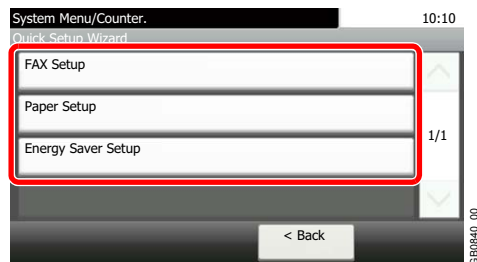 System Menu/Counter.
10:10
Quick Setup Wizard
FAX Setup
Paper Setup
1/1
Energy Saver Setup
< Back
GB0840_00